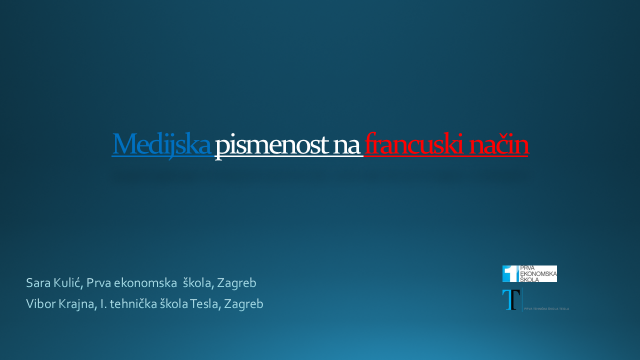 Medijska pismenost na francuski način
Sara Kulić, Prva ekonomska škola, Zagreb
Vibor Krajna, I. tehnička škola Tesla, Zagreb
1 PRVA
EKONOMSKA
ŠKOLA
T